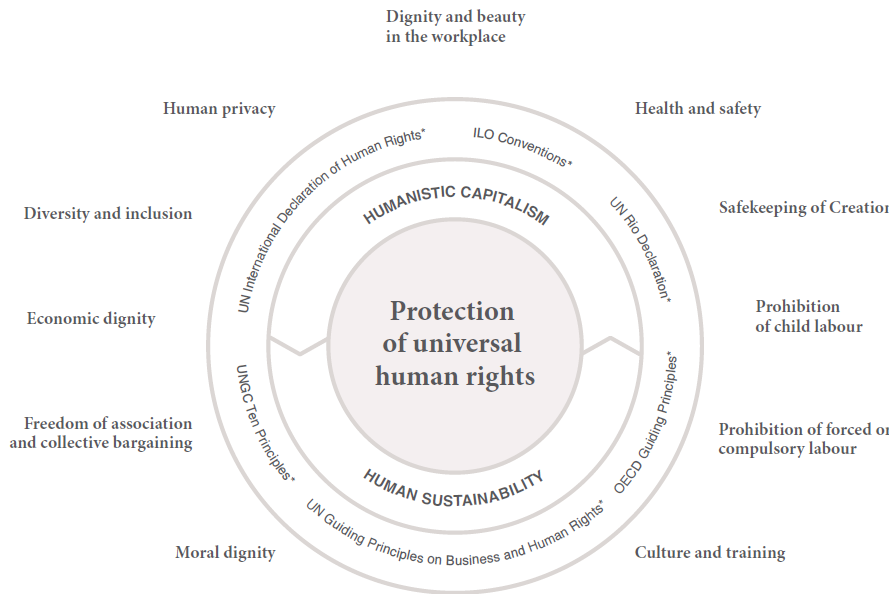 Dignity and beauty
in the workplace
Human privacy
Health and safety
UN International Declaration of Human Rights*
ILO Conventions*
HUMANISTIC CAPITALISM
UN Rio Declaration*
Diversity and inclusion
Safekeeping of Creation
Economic dignity
Prohibition
of child labour
Protection
of universal
human rights
UNGC Ten Principles*
OECD Guiding Principles*
Freedom of association
and collective bargaining
Prohibition of forced or
compulsory labour
HUMAN SUSTAINABILITY
UN Guiding Principles on Business and Human Rights*
Moral dignity
Culture and training